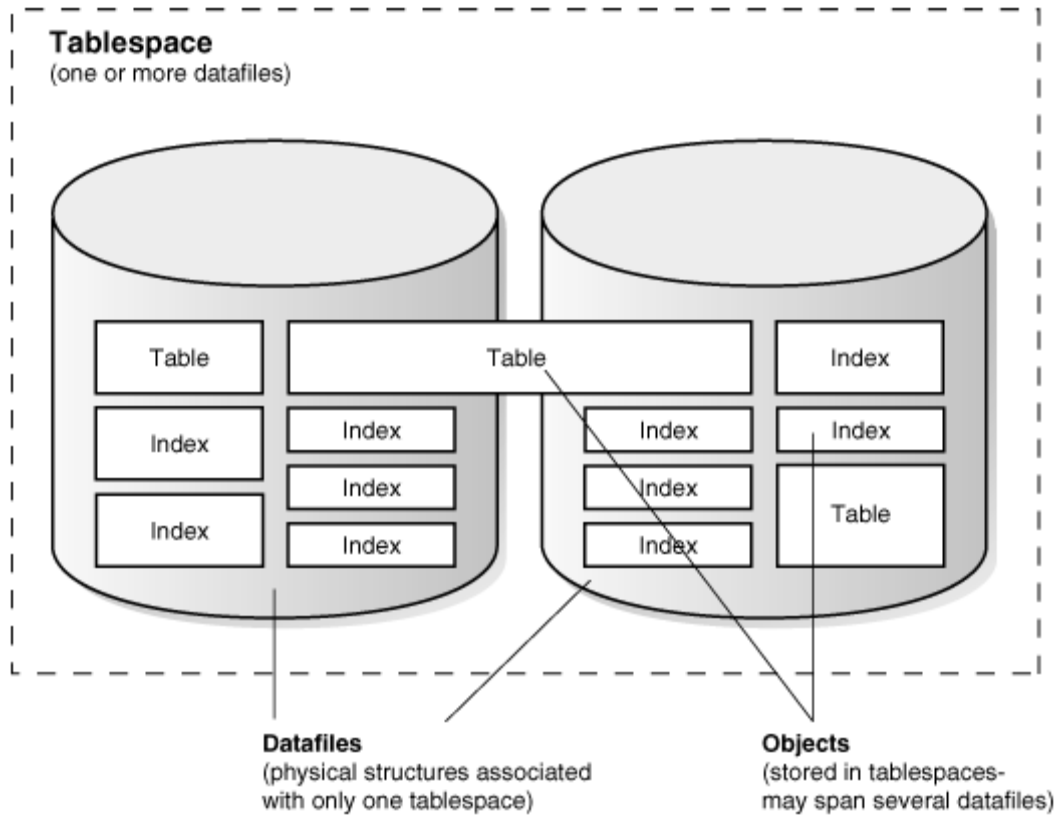 Tablespace
(one or more datafiles)
Table
Table
Index
Index
Index
Index
Index
Index
Index
Index
Table
Index
Index
Index
Datafiles
(physical structures associated
with only one tablespace)
Objects
(stored in tablespaces-
may span several datafiles)